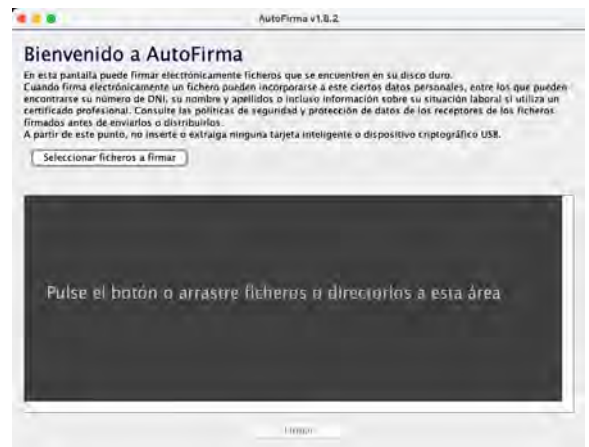 AutoFirma v1.8.2
Bienvenido a AutoFirma
En esta pantalla puede firmar electrónicamente ficheros que se encuentren en su disco duro.
Cuando firma electrónicamente un fichero pueden incorporarse a este ciertos datos personales, entre los que pueden
encontrarse su número de DNI, su nombre y apellidos o incluso información sobre su situación laboral si utiliza un
certificado profesional. Consulte las políticas de seguridad y protección de datos de los receptores de los ficheros
firmados antes de enviarlos o distribuirlos.
A partir de este punto, no inserte o extraiga ninguna tarjeta inteligente o dispositivo criptográfico USB.
Seleccionar ficheros a firmar
Pulse el botón o arrastre ficheros o directorios a esta área
Firmar